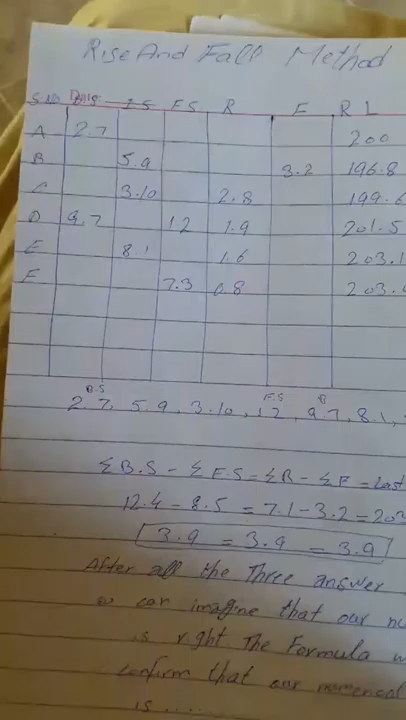 Rise And Fall Method
S.NO B.S I.S F.S R F R L
A 2.7 200
B 5.9 3.2 196.8
C 3.10 2.8 199.6
D 9.7 12 1.9 201.5
E 8.1 1.6 203.1
F 7.3 0.8 203.
B.S F.S B
2.7, 5.9, 3.10, 12, 9.7, 8.1,
ΣB.S - ΣF.S = ΣR - ΣF = Last
12.4 - 8.5 = 7.1 - 3.2 = 203
3.9 = 3.9 = 3.9
After all the Three answer
can imagine that our nu
is right. The Formula w
confirm that our numerical
is .....